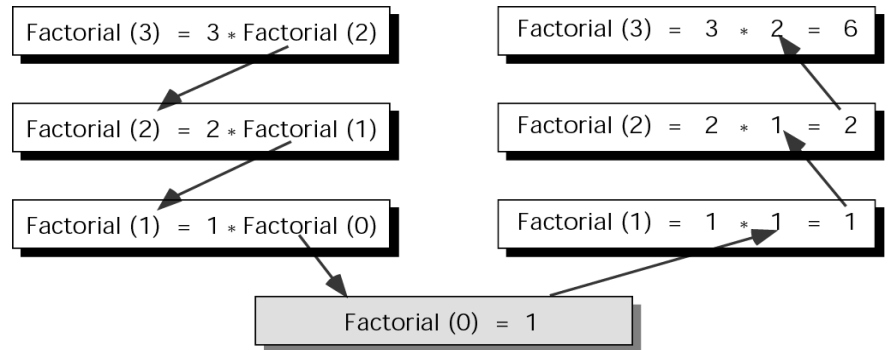 Factorial (3) = 3 * Factorial (2)
Factorial (2) = 2 * Factorial (1)
Factorial (1) = 1 * Factorial (0)
Factorial (0) = 1
Factorial (1) = 1 * 1 = 1
Factorial (2) = 2 * 1 = 2
Factorial (3) = 3 * 2 = 6